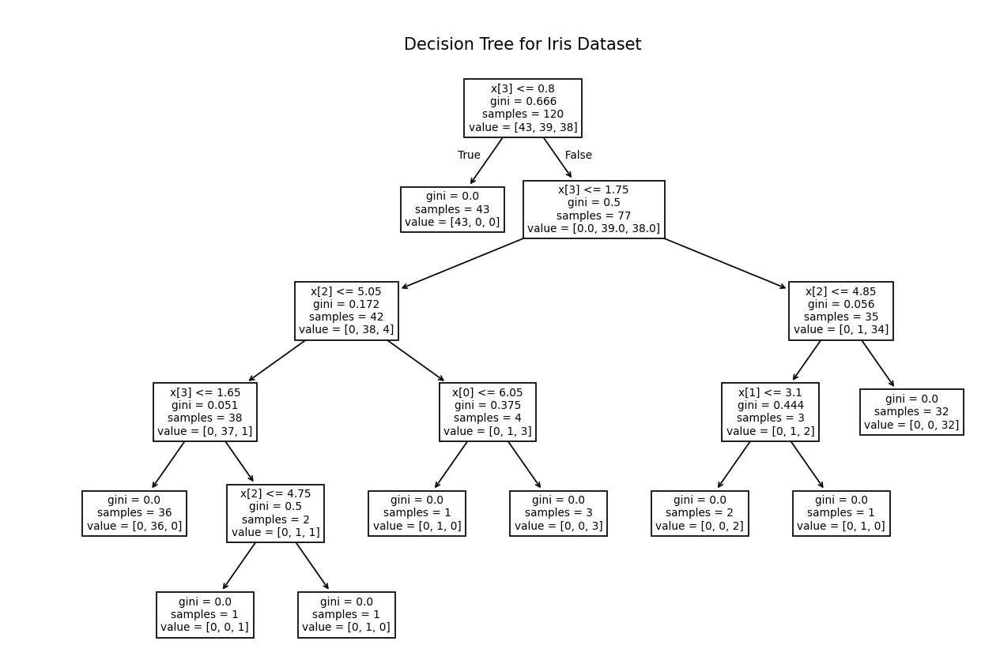 Decision Tree for Iris Dataset
x[3] <= 0.8
gini = 0.666
samples = 120
value = [43, 39, 38]
True
False
gini = 0.0
samples = 43
value = [43, 0, 0]
x[3] <= 1.75
gini = 0.5
samples = 77
value = [0.0, 39.0, 38.0]
x[2] <= 5.05
gini = 0.172
samples = 42
value = [0, 38, 4]
x[2] <= 4.85
gini = 0.056
samples = 35
value = [0, 1, 34]
x[3] <= 1.65
gini = 0.051
samples = 38
value = [0, 37, 1]
x[0] <= 6.05
gini = 0.375
samples = 4
value = [0, 1, 3]
x[1] <= 3.1
gini = 0.444
samples = 3
value = [0, 1, 2]
gini = 0.0
samples = 32
value = [0, 0, 32]
gini = 0.0
samples = 36
value = [0, 36, 0]
x[2] <= 4.75
gini = 0.5
samples = 2
value = [0, 1, 1]
gini = 0.0
samples = 1
value = [0, 1, 0]
gini = 0.0
samples = 3
value = [0, 0, 3]
gini = 0.0
samples = 2
value = [0, 0, 2]
gini = 0.0
samples = 1
value = [0, 1, 0]
gini = 0.0
samples = 1
value = [0, 0, 1]
gini = 0.0
samples = 1
value = [0, 1, 0]